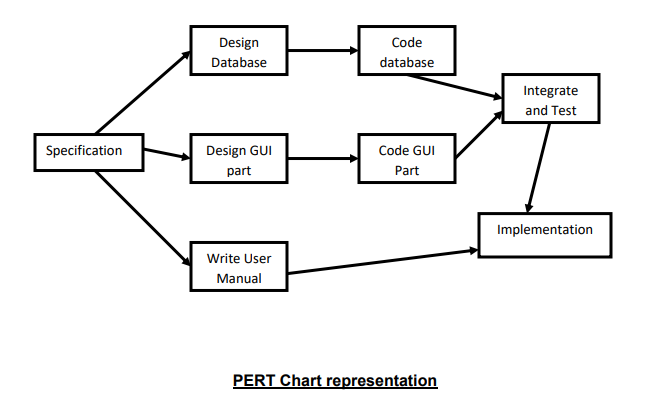 Design
Database
Code
database
Integrate
and Test
Specification
Design GUI
part
Code GUI
Part
Implementation
Write User
Manual
PERT Chart representation